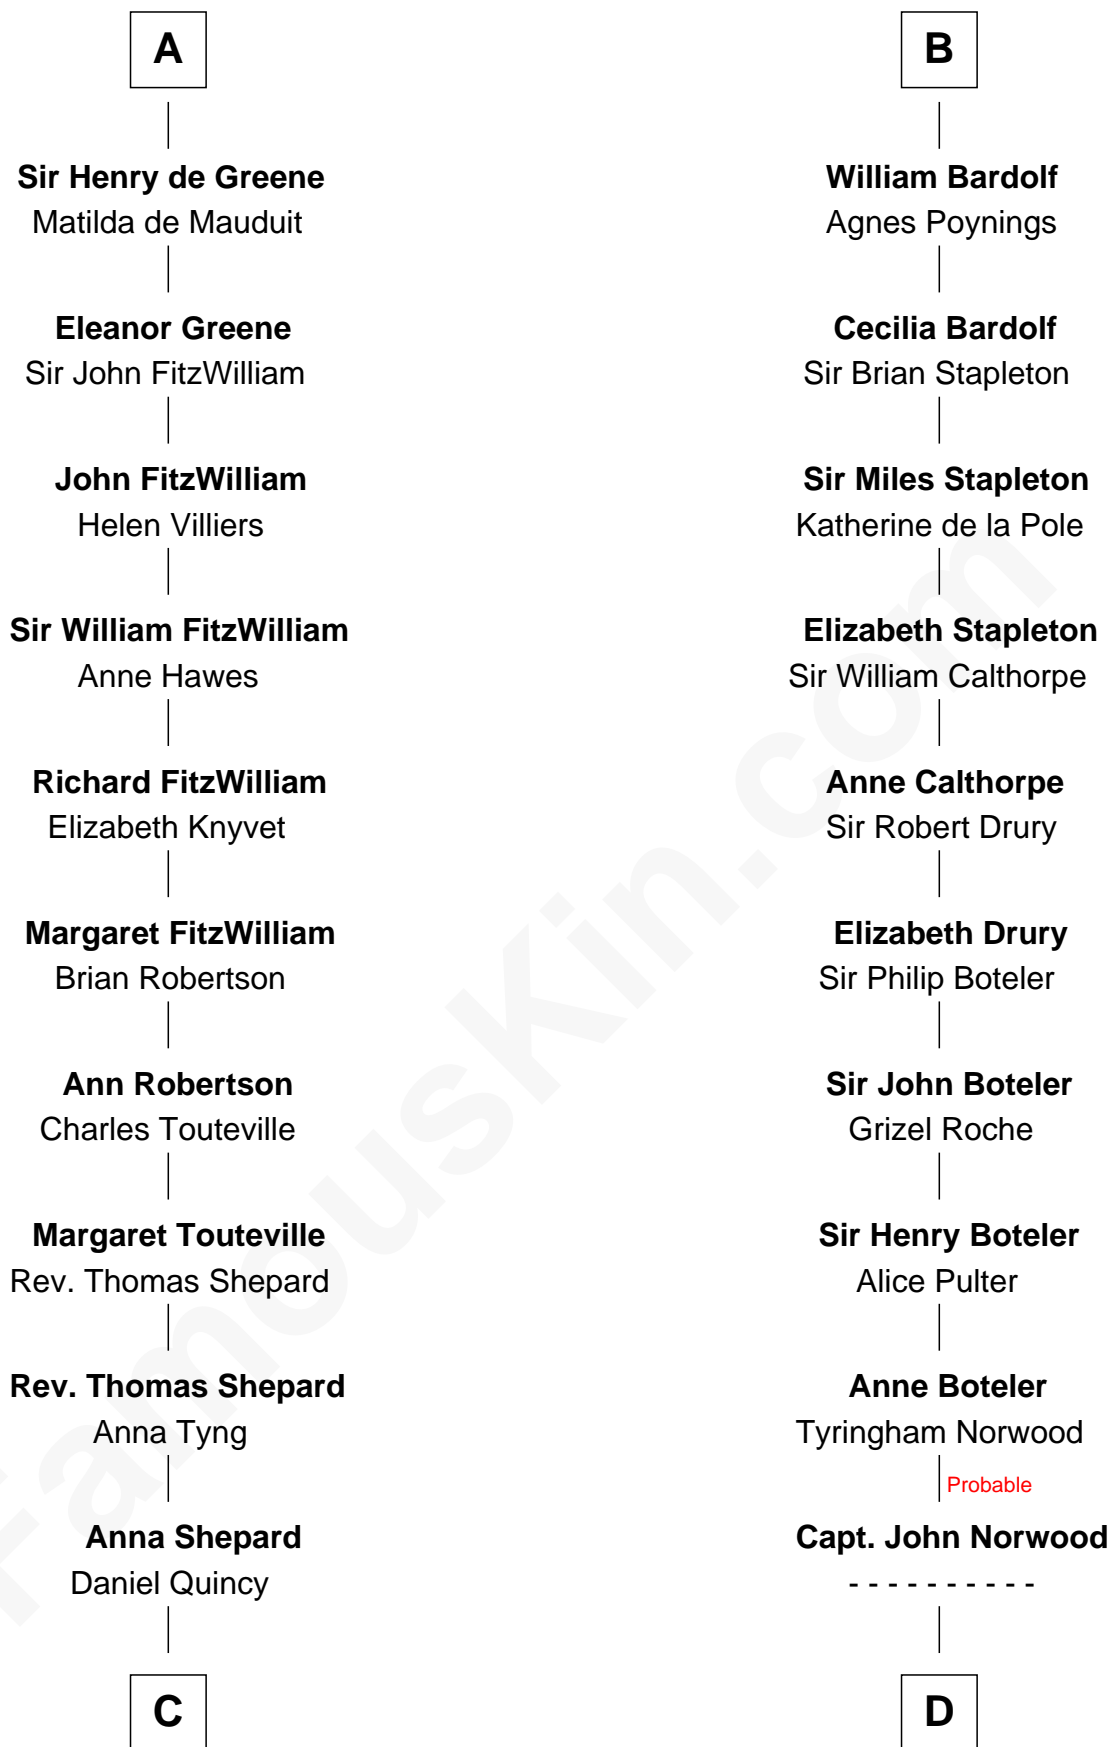 A
Sir Henry de Greene
Matilda de Mauduit
Eleanor Greene
Sir John FitzWilliam
John FitzWilliam
Helen Villiers
Sir William FitzWilliam
Anne Hawes
Richard FitzWilliam
Elizabeth Knyvet
Margaret FitzWilliam
Brian Robertson
Ann Robertson
Charles Touteville
Margaret Touteville
Rev. Thomas Shepard
Rev. Thomas Shepard
Anna Tyng
Anna Shepard
Daniel Quincy
C
B
William Bardolf
Agnes Poynings
Cecilia Bardolf
Sir Brian Stapleton
Sir Miles Stapleton
Katherine de la Pole
Elizabeth Stapleton
Sir William Calthorpe
Anne Calthorpe
Sir Robert Drury
Elizabeth Drury
Sir Philip Boteler
Sir John Boteler
Grizel Roche
Sir Henry Boteler
Alice Pulter
Anne Boteler
Tyringham Norwood
Probable
Capt. John Norwood
- - - - - - - - - -
D
FamousKin.com